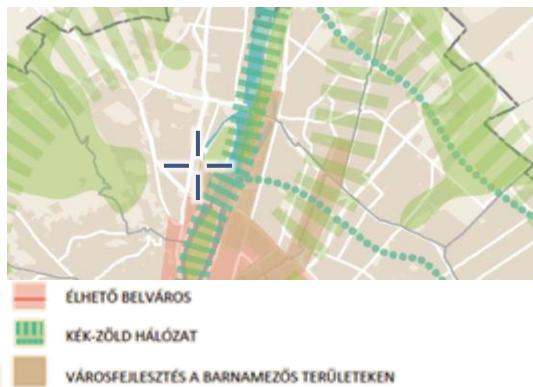 ÉLHETŐ BELVÁROS
KÉK-ZÖLD HÁLÓZAT
VÁROSFEJLESZTÉS A BARNAMEZŐS TERÜLETEKEN